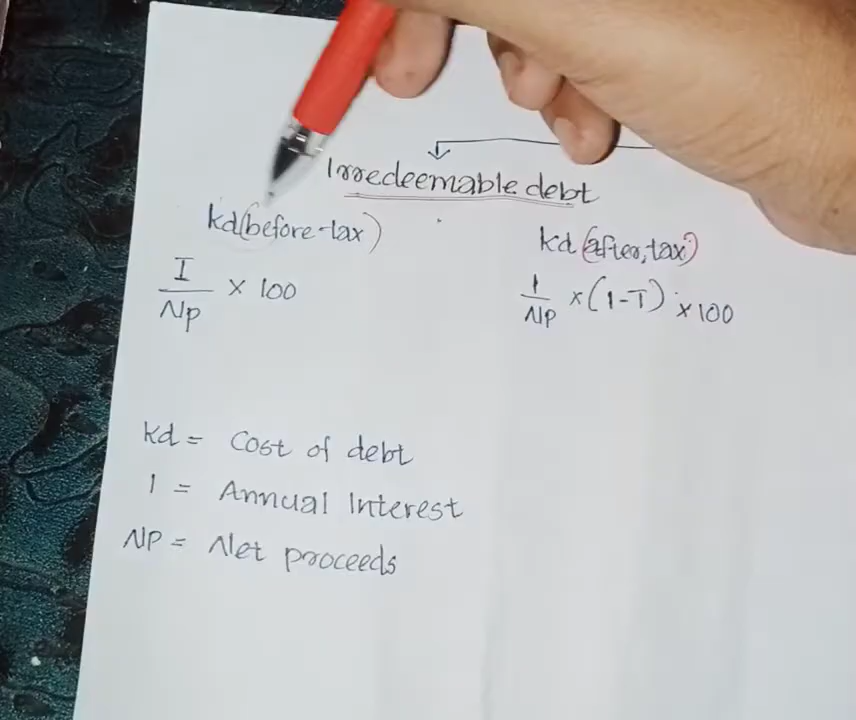 Irredeemable debt
kd (before-tax)
I/Np × 100
kd (after, tax)
I/NP × (1-T) × 100
kd = Cost of debt
I = Annual Interest
NP = Net proceeds